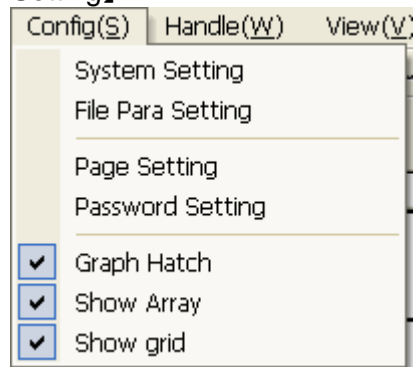 Config(S) Handle(W) View(V)
System Setting
File Para Setting
Page Setting
Password Setting
Graph Hatch
Show Array
Show grid